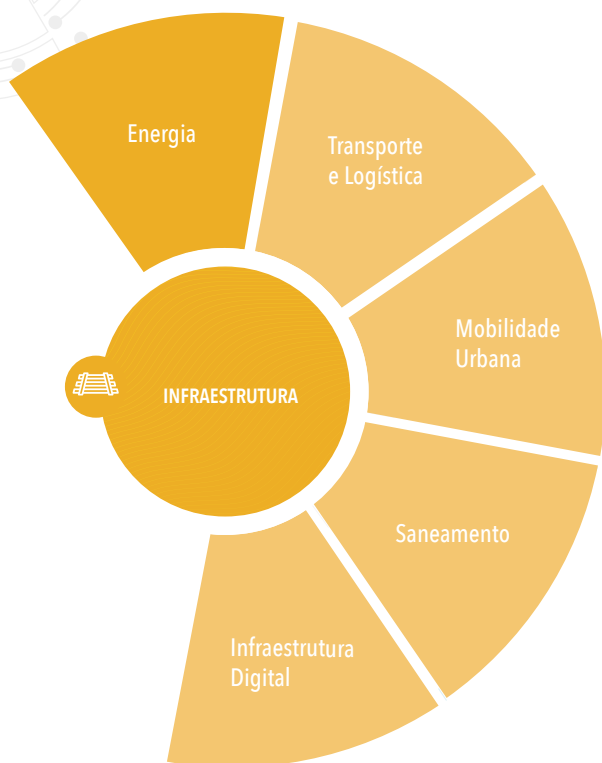 Energia
Transporte
e Logística
Mobilidade
Urbana
INFRAESTRUTURA
Saneamento
Infraestrutura
Digital